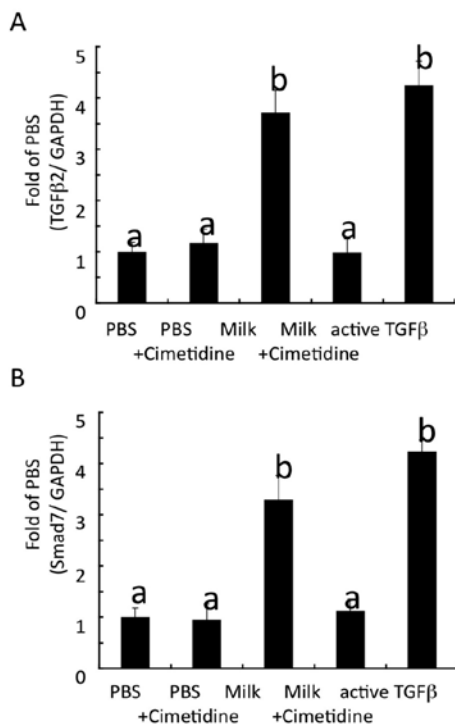 A
Fold of PBS
(TGFβ2/ GAPDH)
5
4
3
2
1
0
a
a
b
a
b
PBS PBS Milk Milk active TGFβ
+Cimetidine +Cimetidine
B
Fold of PBS
(Smad7/ GAPDH)
5
4
3
2
1
0
a
a
b
a
b
PBS PBS Milk Milk active TGFβ
+Cimetidine +Cimetidine